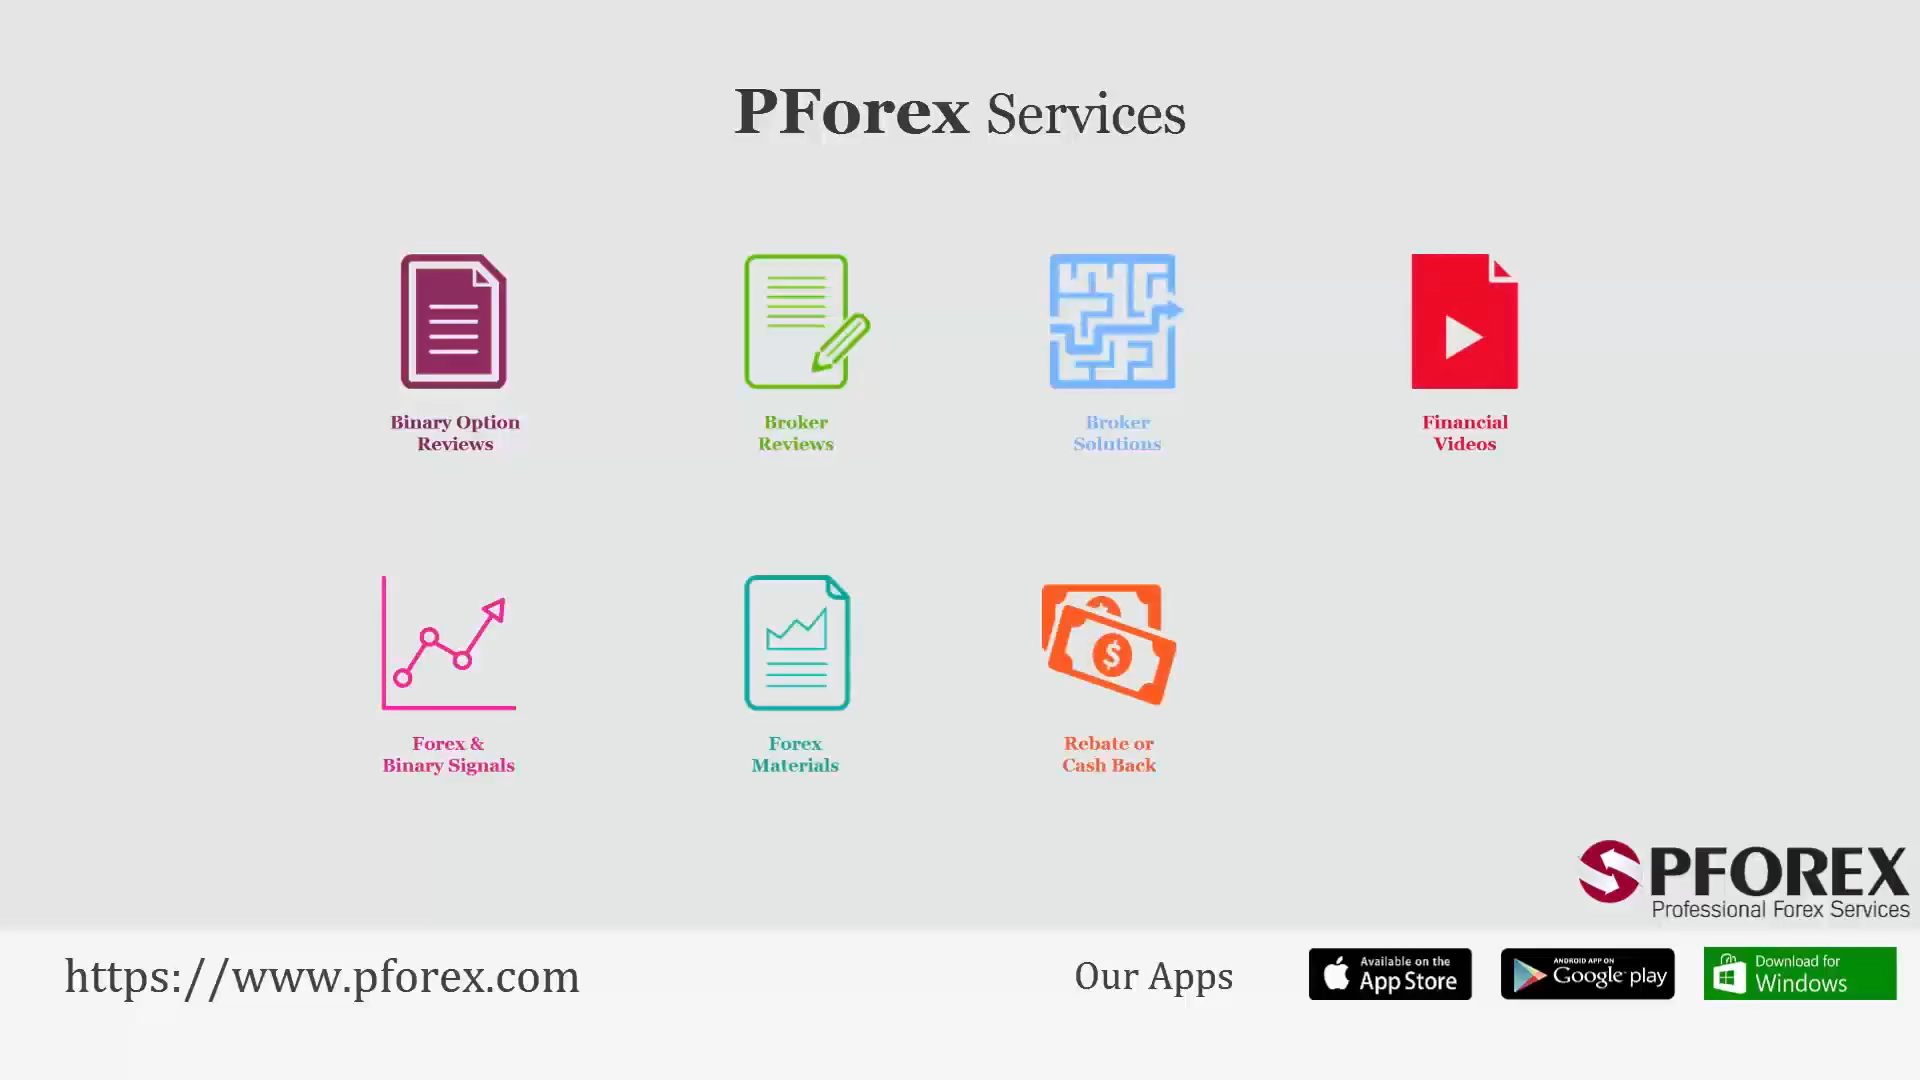 PForex Services
Binary Option
Reviews
Broker
Reviews
Broker
Solutions
Financial
Videos
Forex &
Binary Signals
Forex
Materials
$
Rebate or
Cash Back
PFOREX
Professional Forex Services
https://www.pforex.com
Our Apps
Available on the
App Store
ANDROID APP ON
Google play
Download for
Windows